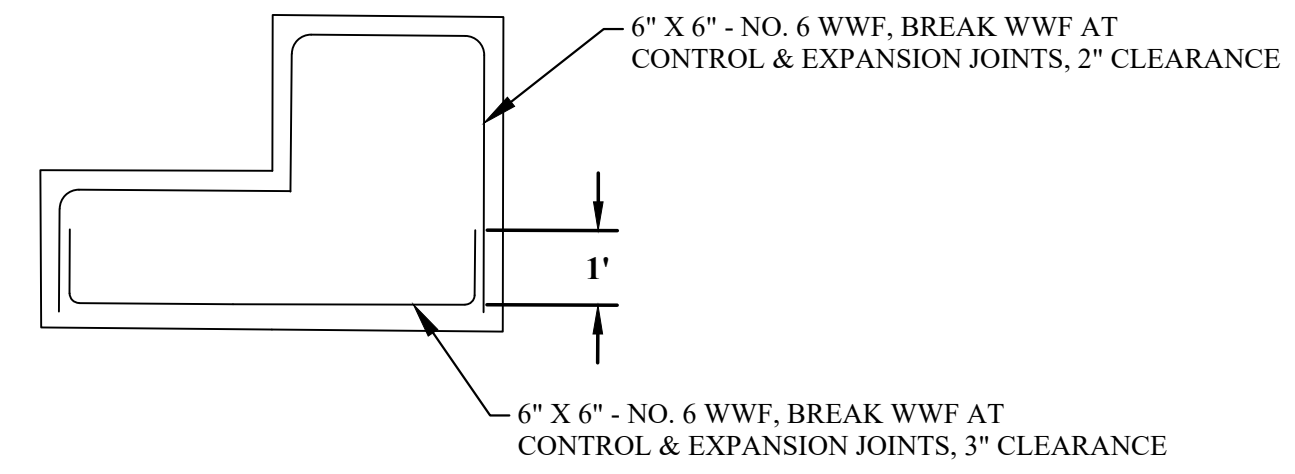 6" X 6" - NO. 6 WWF, BREAK WWF AT
CONTROL & EXPANSION JOINTS, 2" CLEARANCE
1'
6" X 6" - NO. 6 WWF, BREAK WWF AT
CONTROL & EXPANSION JOINTS, 3" CLEARANCE